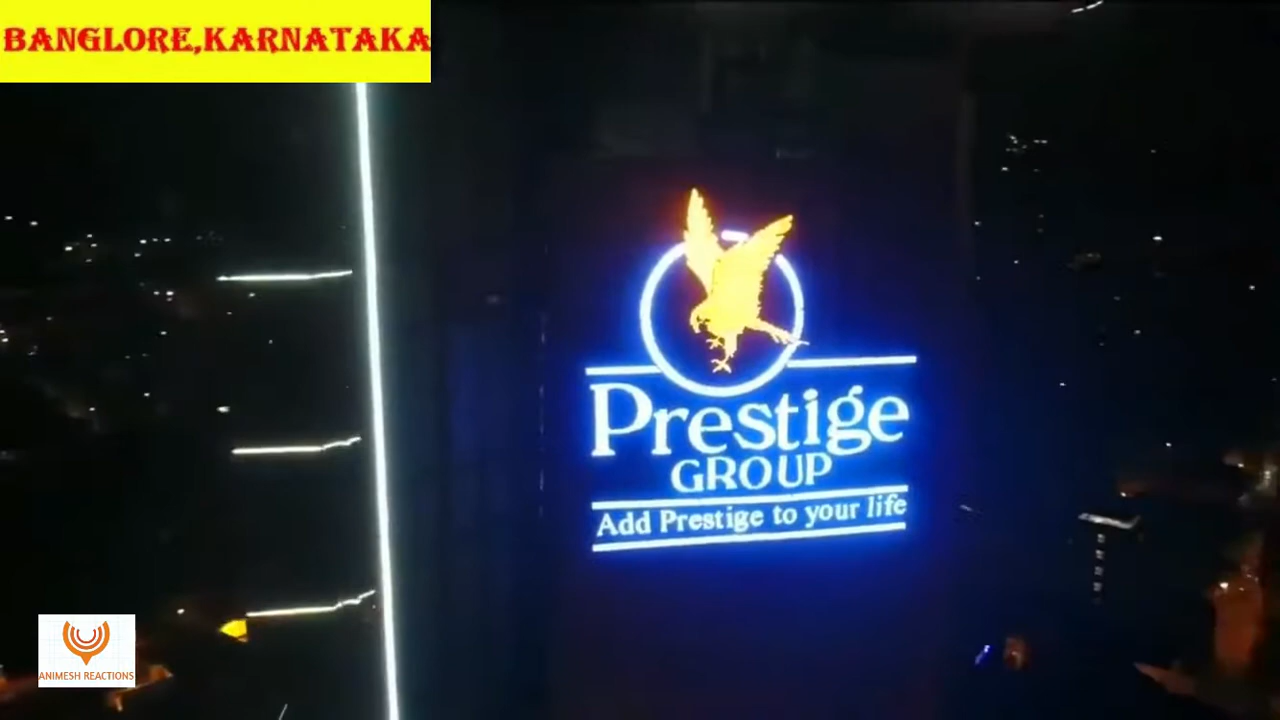 BANGLORE,KARNATAKA
Prestige
GROUP
Add Prestige to your life
ANIMESH REACTIONS